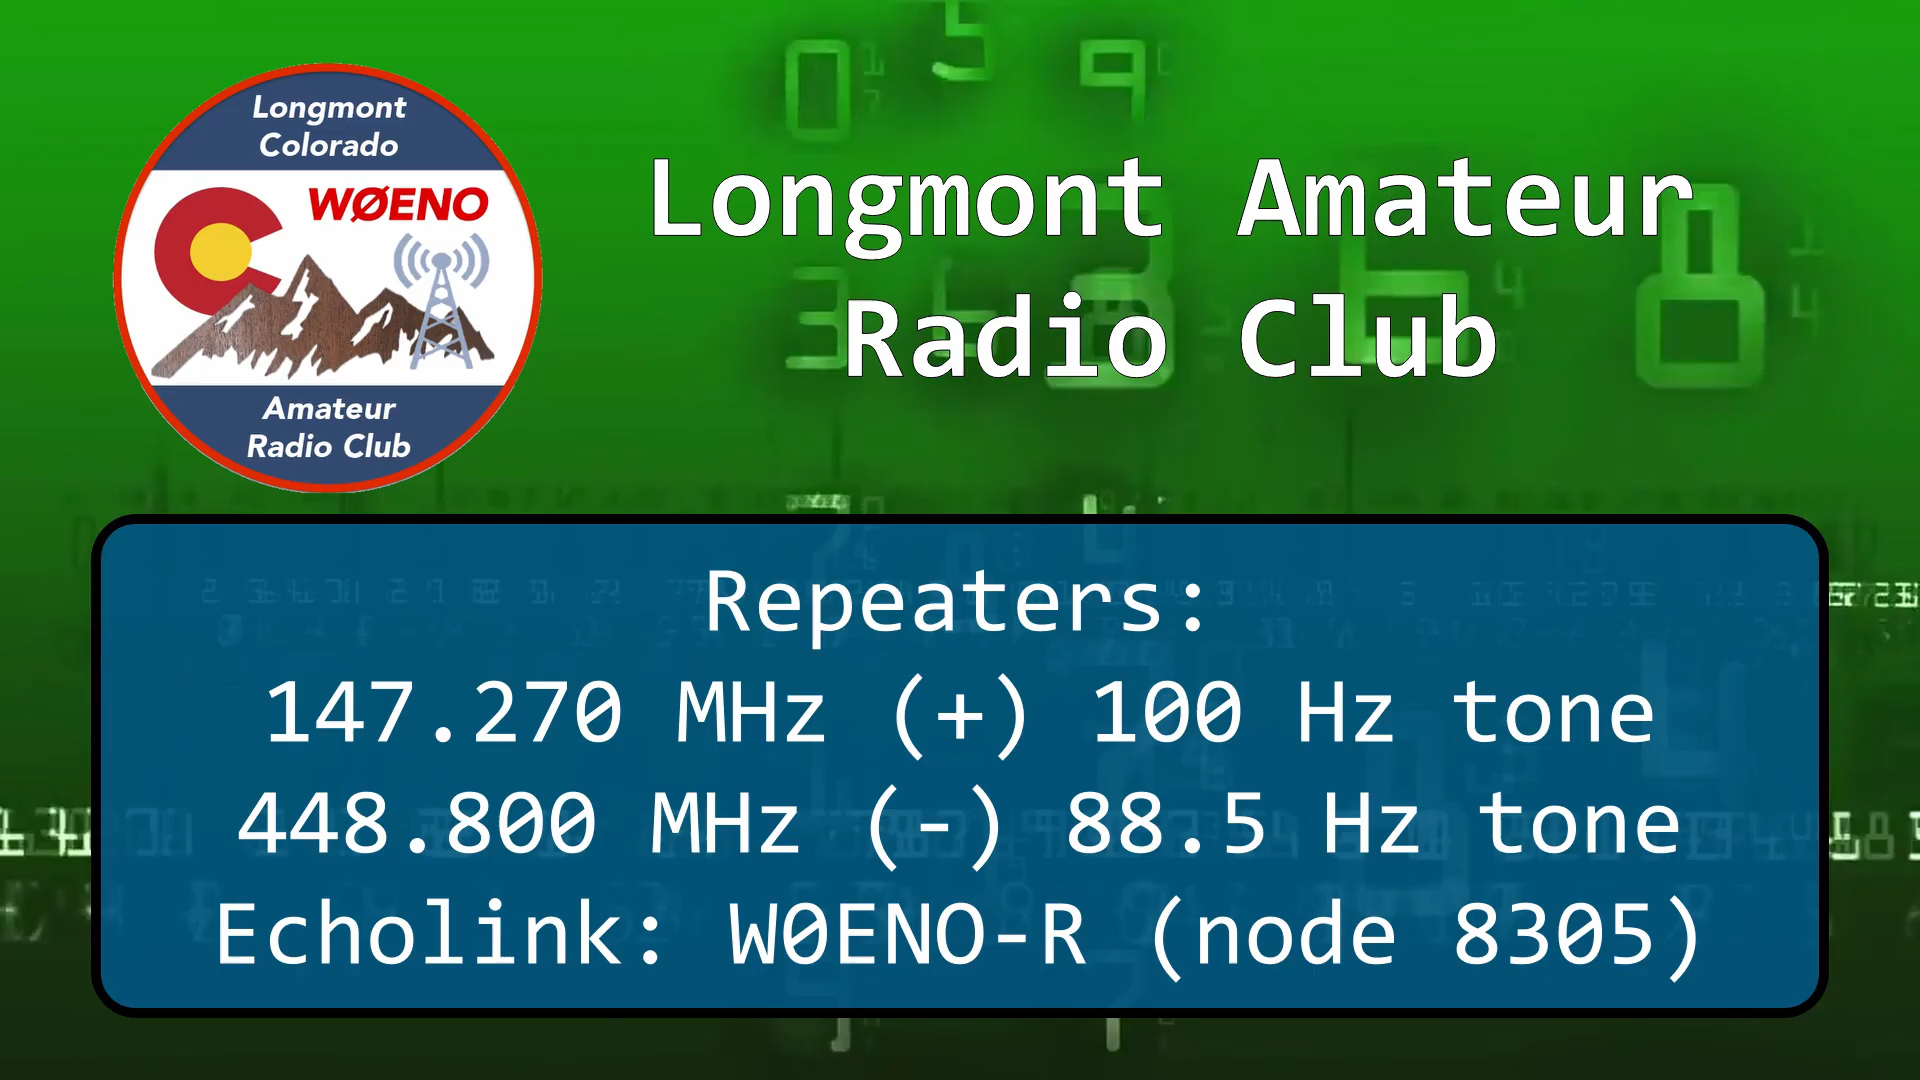 Longmont
Colorado
WØENO
Amateur
Radio Club
Longmont Amateur
Radio Club
Repeaters:
147.270 MHz (+) 100 Hz tone
448.800 MHz (-) 88.5 Hz tone
Echolink: W0ENO-R (node 8305)